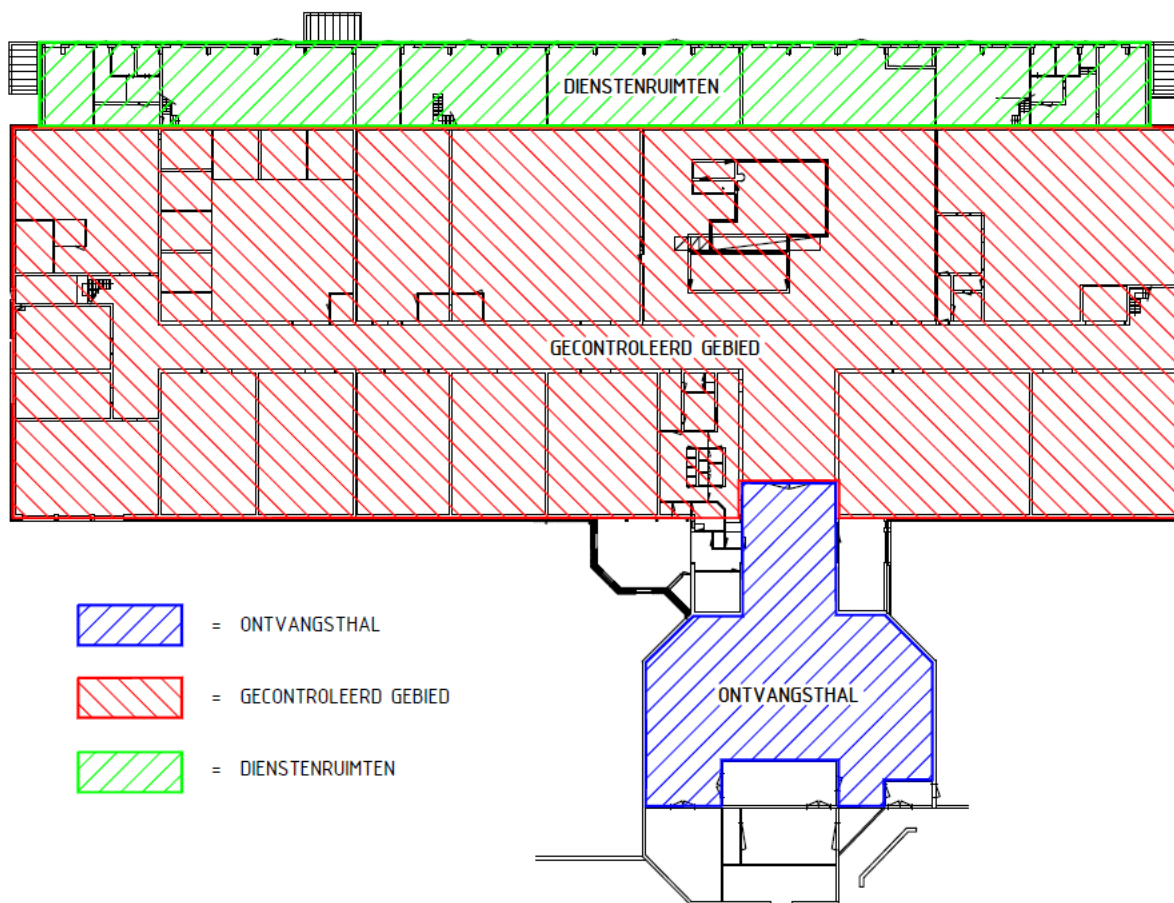 DIENSTENRUIMTEN
GECONTROLEERD GEBIED
ONTVANGSTHAL
= ONTVANGSTHAL
= GECONTROLEERD GEBIED
= DIENSTENRUIMTEN